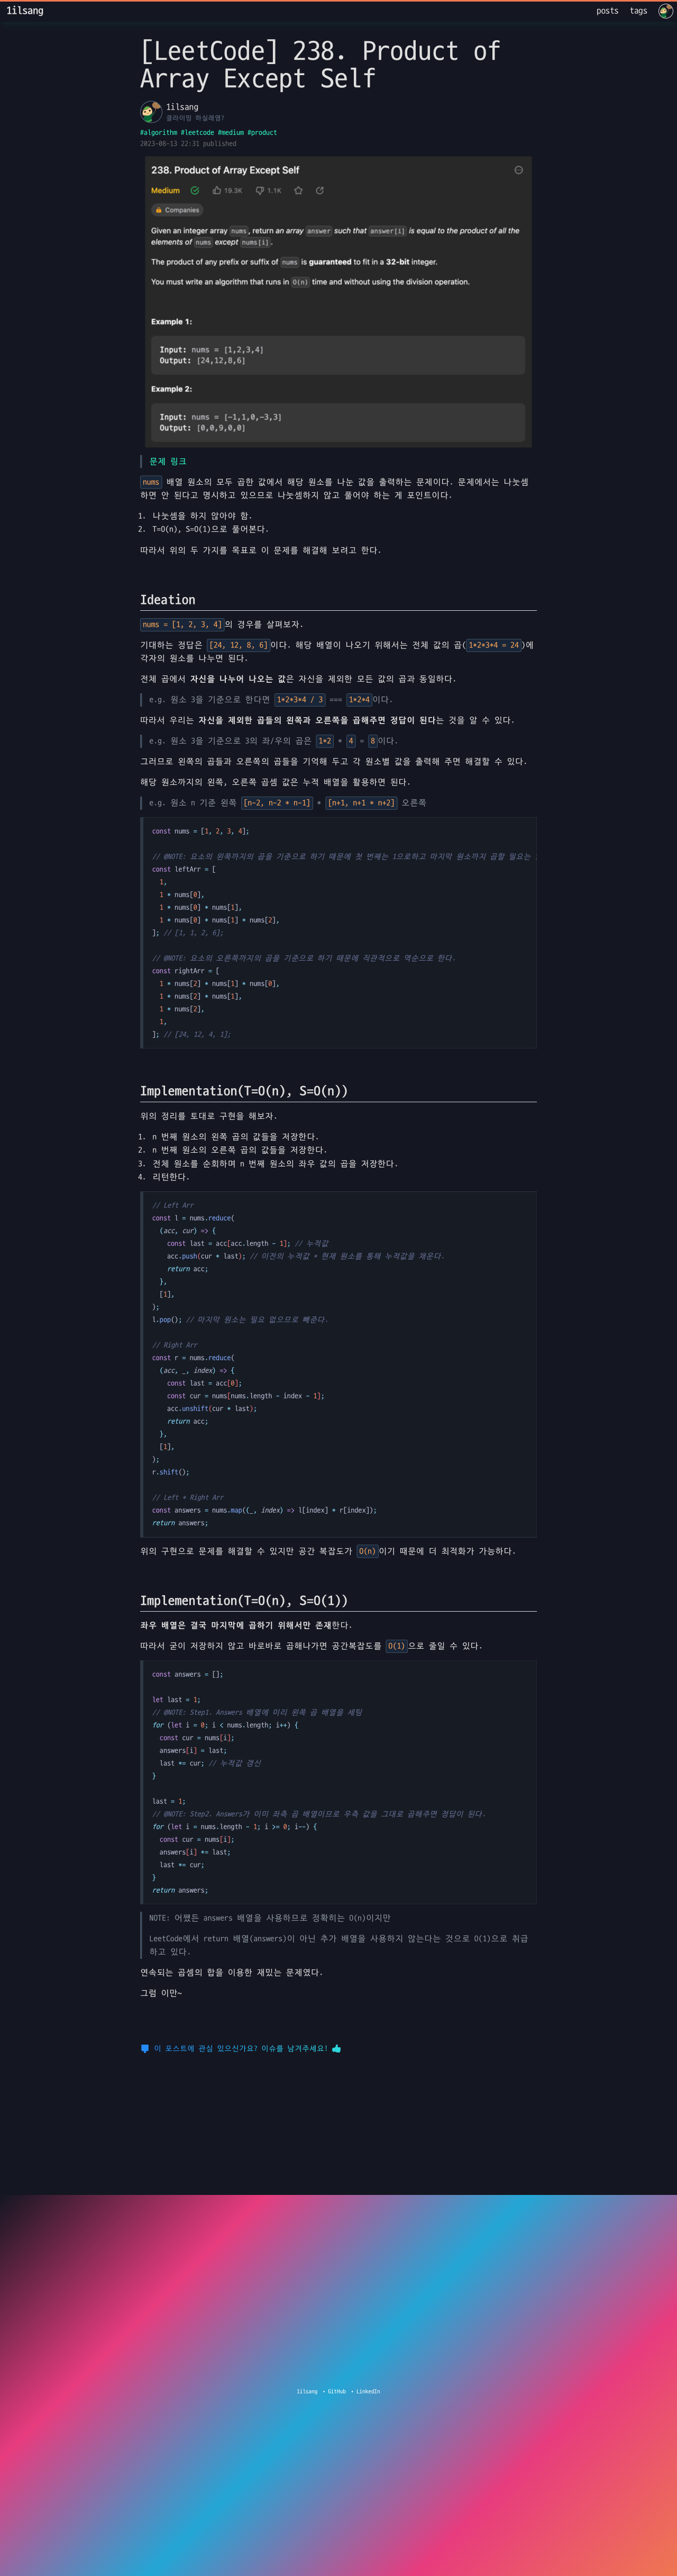 1ilsang
posts tags
[LeetCode] 238. Product of
Array Except Self
1ilsang
클라이밍 하실래염?
#algorithm #leetcode #medium #product
2023-08-13 22:31 published
238. Product of Array Except Self
Medium 19.3K 1.1K
Companies
Given an integer array nums, return an array answer such that answer[i] is equal to the product of all the
elements of nums except nums[i].
The product of any prefix or suffix of nums is guaranteed to fit in a 32-bit integer.
You must write an algorithm that runs in O(n) time and without using the division operation.
Example 1:
Input: nums = [1,2,3,4]
Output: [24,12,8,6]
Example 2:
Input: nums = [-1,1,0,-3,3]
Output: [0,0,9,0,0]
문제 링크
nums 배열 원소의 모두 곱한 값에서 해당 원소를 나눈 값을 출력하는 문제이다. 문제에서는 나눗셈
하면 안 된다고 명시하고 있으므로 나눗셈하지 않고 풀어야 하는 게 포인트이다.
1. 나눗셈을 하지 않아야 함.
2. T=O(n), S=O(1)으로 풀어본다.
따라서 위의 두 가지를 목표로 이 문제를 해결해 보려고 한다.
Ideation
nums = [1, 2, 3, 4]의 경우를 살펴보자.
기대하는 정답은 [24, 12, 8, 6]이다. 해당 배열이 나오기 위해서는 전체 값의 곱(1*2*3*4 = 24)에
각자의 원소를 나누면 된다.
전체 곱에서 자신을 나누어 나오는 값은 자신을 제외한 모든 값의 곱과 동일하다.
e.g. 원소 3을 기준으로 한다면 1*2*3*4 / 3 === 1*2*4이다.
따라서 우리는 자신을 제외한 곱들의 왼쪽과 오른쪽을 곱해주면 정답이 된다는 것을 알 수 있다.
e.g. 원소 3을 기준으로 3의 좌/우의 곱은 1*2 * 4 = 8이다.
그러므로 왼쪽의 곱들과 오른쪽의 곱들을 기억해 두고 각 원소별 값을 출력해 주면 해결할 수 있다.
해당 원소까지의 왼쪽, 오른쪽 곱셈 값은 누적 배열을 활용하면 된다.
e.g. 원소 n 기준 왼쪽 [n-2, n-2 * n-1] * [n+1, n+1 * n+2] 오른쪽
const nums = [1, 2, 3, 4];
// @NOTE: 요소의 왼쪽까지의 곱을 기준으로 하기 때문에 첫 번째는 1으로하고 마지막 원소까지 곱할 필요는
const leftArr = [
1,
1 * nums[0],
1 * nums[0] * nums[1],
1 * nums[0] * nums[1] * nums[2],
]; // [1, 1, 2, 6];
// @NOTE: 요소의 오른쪽까지의 곱을 기준으로 하기 때문에 직관적으로 역순으로 한다.
const rightArr = [
1 * nums[2] * nums[1] * nums[0],
1 * nums[2] * nums[1],
1 * nums[2],
1,
]; // [24, 12, 4, 1];
Implementation(T=O(n), S=O(n))
위의 정리를 토대로 구현을 해보자.
1. n 번째 원소의 왼쪽 곱의 값들을 저장한다.
2. n 번째 원소의 오른쪽 곱의 값들을 저장한다.
3. 전체 원소를 순회하며 n 번째 원소의 좌우 값의 곱을 저장한다.
4. 리턴한다.
// Left Arr
const l = nums.reduce(
(acc, cur) => {
const last = acc[acc.length - 1]; // 누적값
acc.push(cur * last); // 이전의 누적값 * 현재 원소를 통해 누적값을 채운다.
return acc;
},
[1],
);
l.pop(); // 마지막 원소는 필요 없으므로 빼준다.
// Right Arr
const r = nums.reduce(
(acc, _, index) => {
const last = acc[0];
const cur = nums[nums.length - index - 1];
acc.unshift(cur * last);
return acc;
},
[1],
);
r.shift();
// Left * Right Arr
const answers = nums.map((_, index) => l[index] * r[index]);
return answers;
위의 구현으로 문제를 해결할 수 있지만 공간 복잡도가 O(n)이기 때문에 더 최적화가 가능하다.
Implementation(T=O(n), S=O(1))
좌우 배열은 결국 마지막에 곱하기 위해서만 존재한다.
따라서 굳이 저장하지 않고 바로바로 곱해나가면 공간복잡도를 O(1)으로 줄일 수 있다.
const answers = [];
let last = 1;
// @NOTE: Step1. Answers 배열에 미리 왼쪽 곱 배열을 세팅
for (let i = 0; i < nums.length; i++) {
const cur = nums[i];
answers[i] = last;
last *= cur; // 누적값 갱신
}
last = 1;
// @NOTE: Step2. Answers가 이미 좌측 곱 배열이므로 우측 값을 그대로 곱해주면 정답이 된다.
for (let i = nums.length - 1; i >= 0; i--) {
const cur = nums[i];
answers[i] *= last;
last *= cur;
}
return answers;
NOTE: 어쨌든 answers 배열을 사용하므로 정확히는 O(n)이지만
LeetCode에서 return 배열(answers)이 아닌 추가 배열을 사용하지 않는다는 것으로 O(1)으로 취급
하고 있다.
연속되는 곱셈의 합을 이용한 재밌는 문제였다.
그럼 이만~
이 포스트에 관심 있으신가요? 이슈를 남겨주세요!
1ilsang • GitHub • LinkedIn